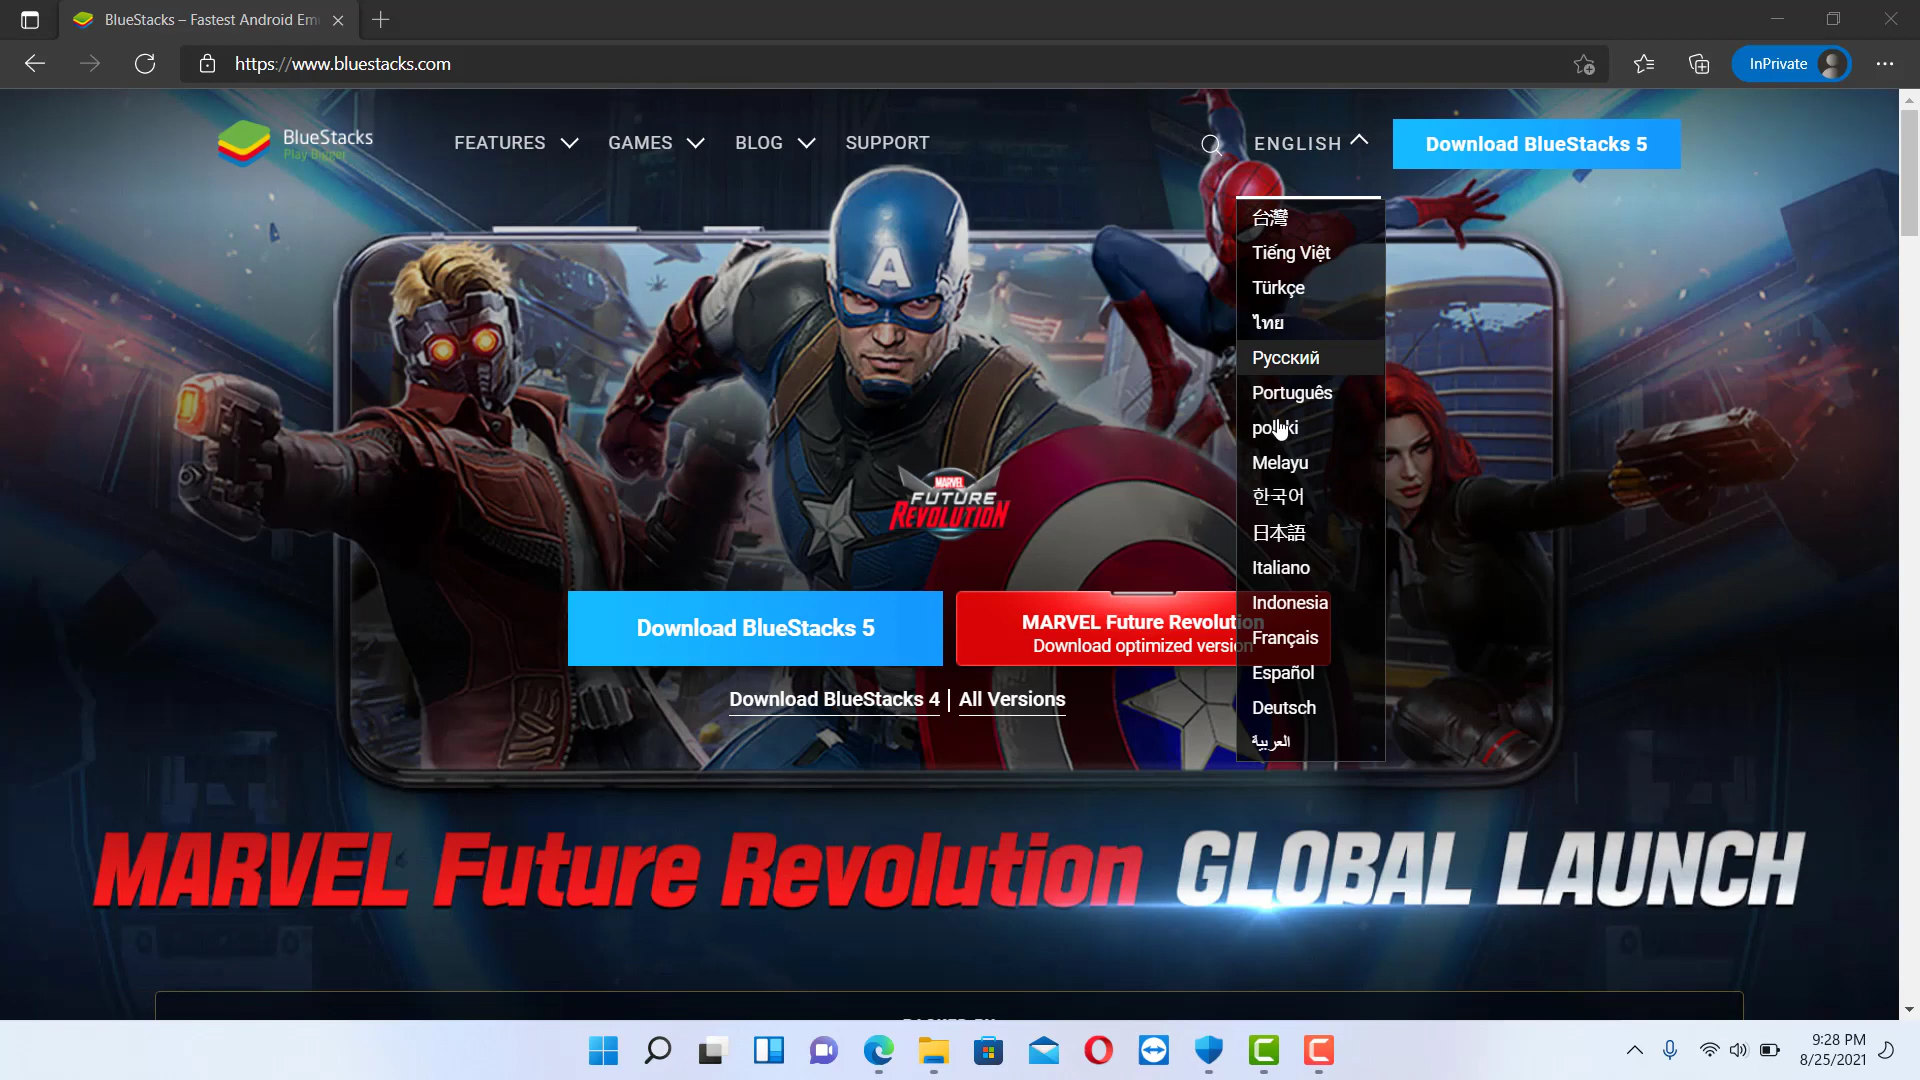 BlueStacks – Fastest Android Em
https://www.bluestacks.com
InPrivate
BlueStacks
Play Bigger
FEATURES
GAMES
BLOG
SUPPORT
ENGLISH
Download BlueStacks 5
台灣
Tiếng Việt
Türkçe
ไทย
Русский
Português
Melayu
한국어
日本語
Italiano
Indonesia
Français
Español
Deutsch
العربية
A
MARVEL
FUTURE
REVOLUTION
Download BlueStacks 5
MARVEL Future Revolution
Download optimized version
Download BlueStacks 4 | All Versions
MARVEL Future Revolution GLOBAL LAUNCH
9:28 PM
8/25/2021